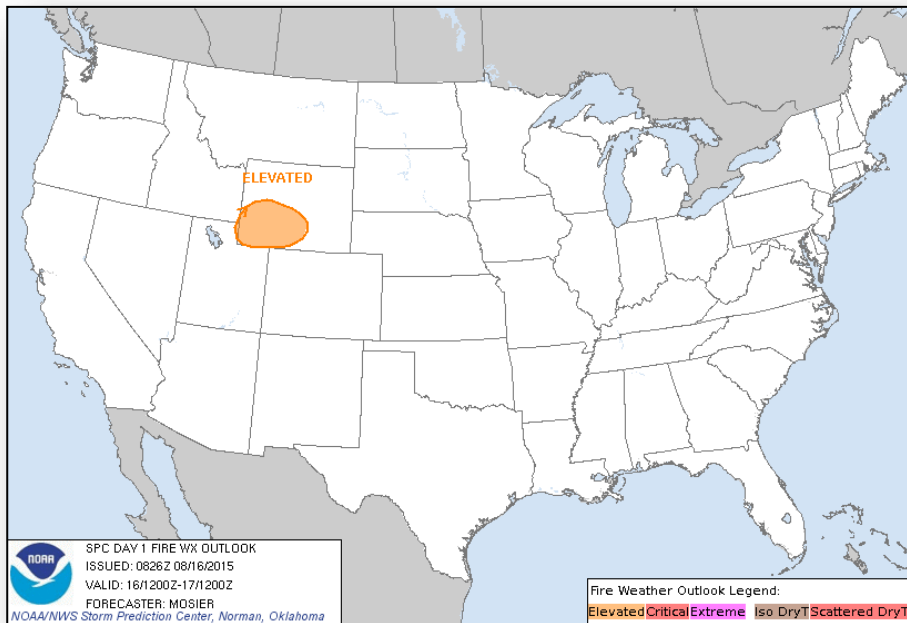 ELEVATED
SPC DAY 1 FIRE WX OUTLOOK
ISSUED: 0826Z 08/16/2015
VALID: 16/1200Z-17/1200Z
FORECASTER: MOSIER
NOAA/NWS Storm Prediction Center, Norman, Oklahoma
NOAA
Fire Weather Outlook Legend:
Elevated Critical Extreme Iso DryT Scattered DryT